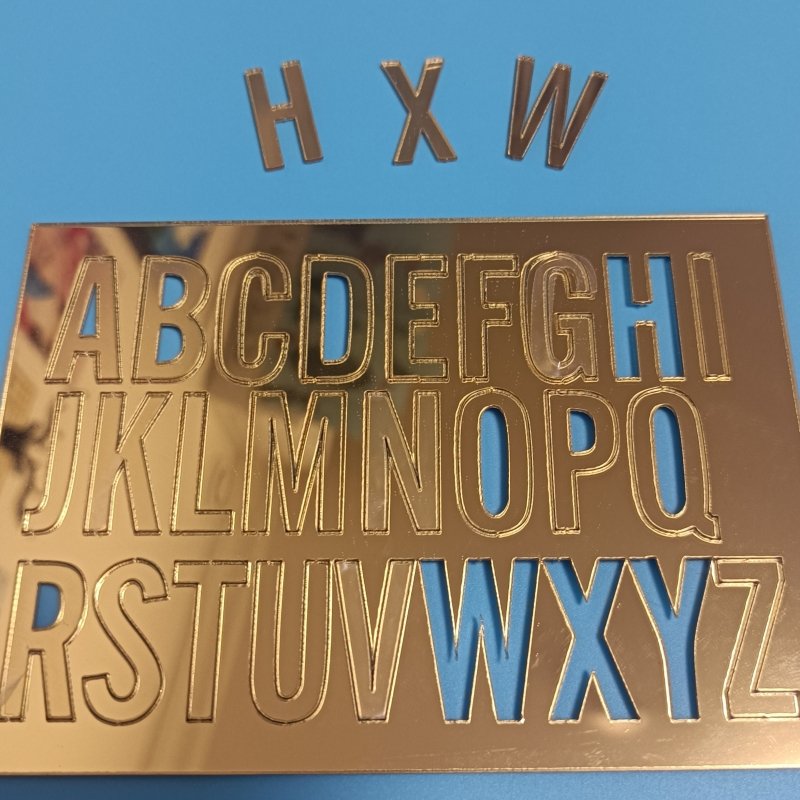 H X W
ABCDEFGHI
JKLMNOPQ
RSTUVWXYZ